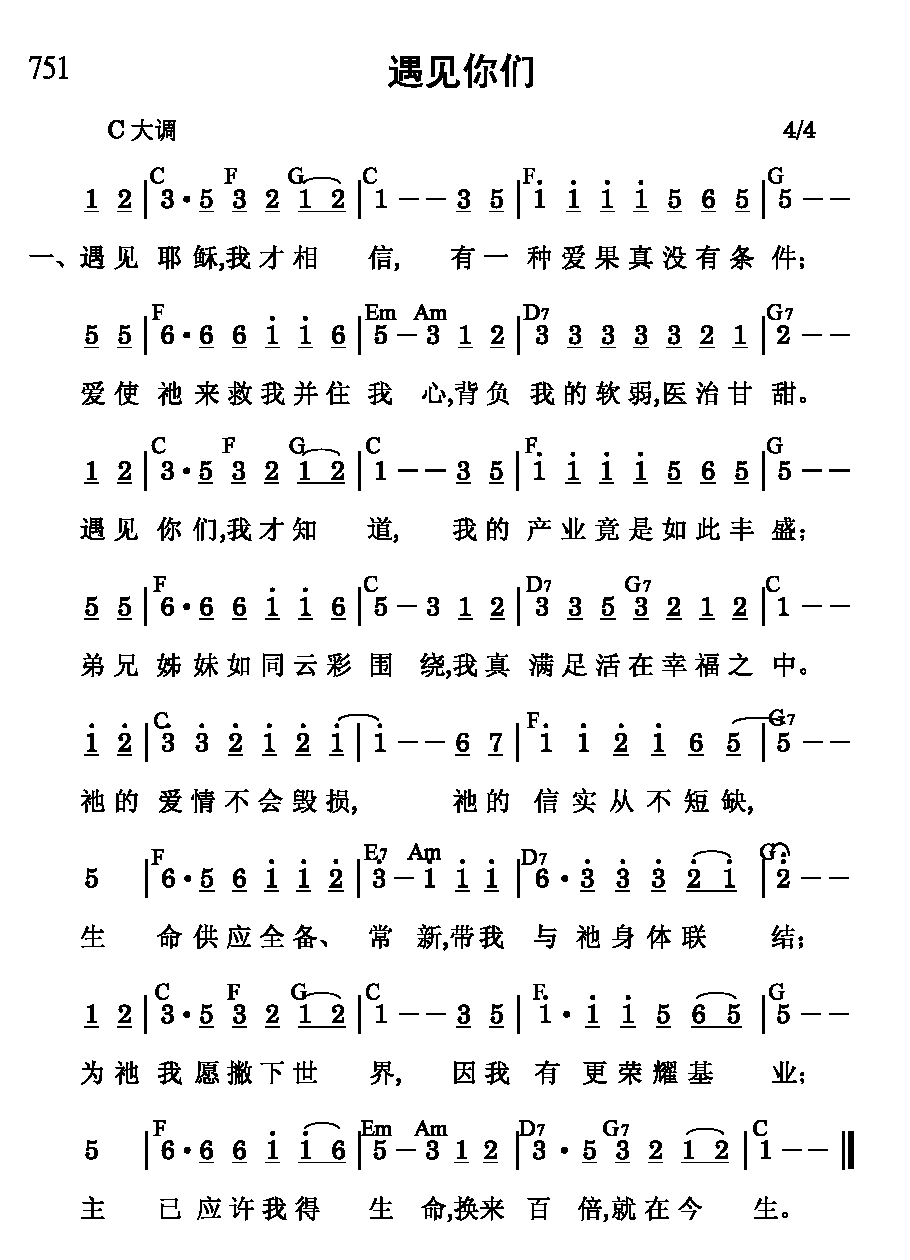 751 遇见你们
C 大调 4/4
C F G C F G
1 2 | 3· 5 3 2 1 2 | 1 – – 3 5 | i i i i 5 6 5 | 5 – –
一、遇见 耶稣,我才相 信, 有一 种爱果真没有条 件;
F Em Am D7 G7
5 5 | 6· 6 6 i i 6 | 5 – 3 1 2 | 3 3 3 3 3 2 1 | 2 – –
爱使 祂来救我并住 我 心,背负 我的软弱,医治甘 甜。
C F G C F G
1 2 | 3· 5 3 2 1 2 | 1 – – 3 5 | i i i i 5 6 5 | 5 – –
遇见 你们,我才知 道, 我的 产业竟是如此丰 盛;
F C D7 G7 C
5 5 | 6· 6 6 i i 6 | 5 – 3 1 2 | 3 3 5 3 2 1 2 | 1 – –
弟兄 姊妹如同云彩 围 绕,我真 满足活在幸福之 中。
C F G7
i 2̇ | 3̇ 3̇ 2̇ i 2̇ i | i – – 6 7 | i i 2̇ i 6 5 | 5 – –
祂的 爱情不会毁损, 祂的 信实从不短缺,
F E7 Am D7 G
5 | 6· 5 6 i i 2̇ | 3̇ – i i i | 6· 3̇ 3̇ 3̇ 2̇ i | 2̇ – –
生 命供应全备、 常 新,带我 与 祂身体联 结;
C F G C F G
1 2 | 3· 5 3 2 1 2 | 1 – – 3 5 | i· i i 5 6 5 | 5 – –
为祂 我愿撇下世 界, 因我 有 更荣耀基 业;
F Em Am D7 G7 C
5 | 6· 6 6 i i 6 | 5 – 3 1 2 | 3· 5 3 2 1 2 | 1 – – ‖
主 已应许我得 生 命,换来 百 倍,就在今 生。